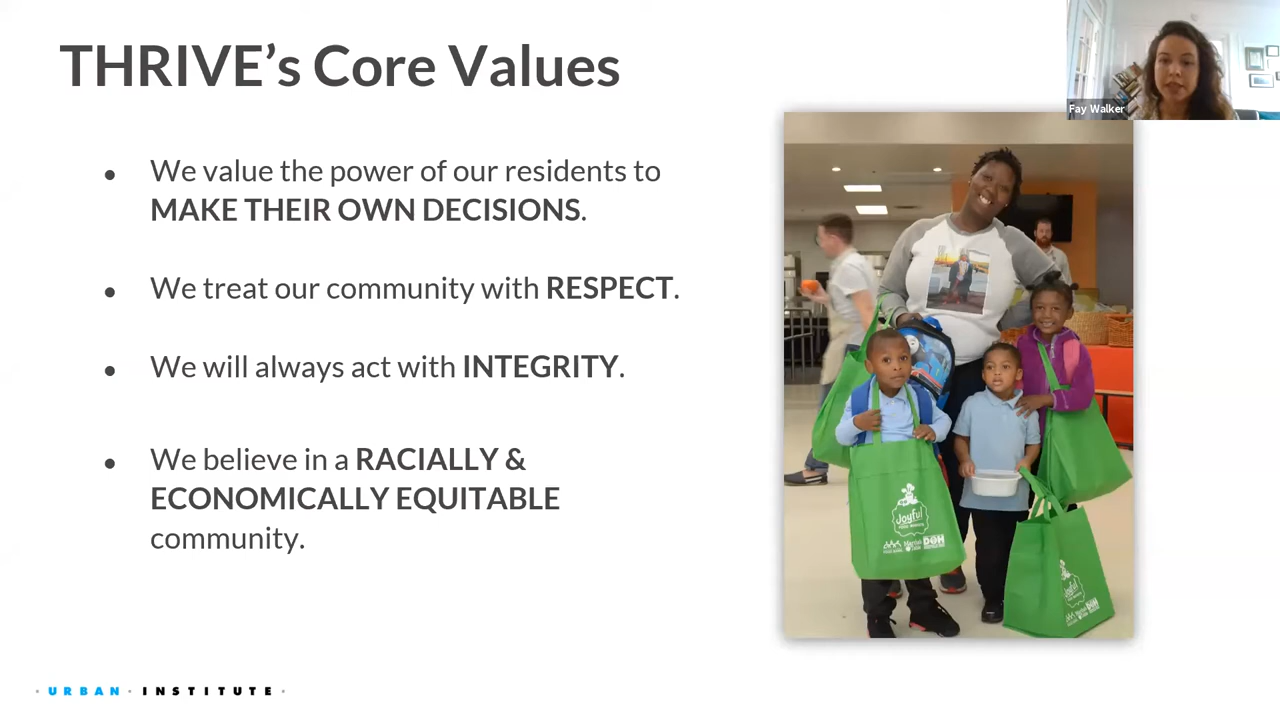 THRIVE’s Core Values
Fay Walker
• We value the power of our residents to
MAKE THEIR OWN DECISIONS.
• We treat our community with RESPECT.
• We will always act with INTEGRITY.
• We believe in a RACIALLY &
ECONOMICALLY EQUITABLE
community.
Joyful
DOH
· URBAN · INSTITUTE ·